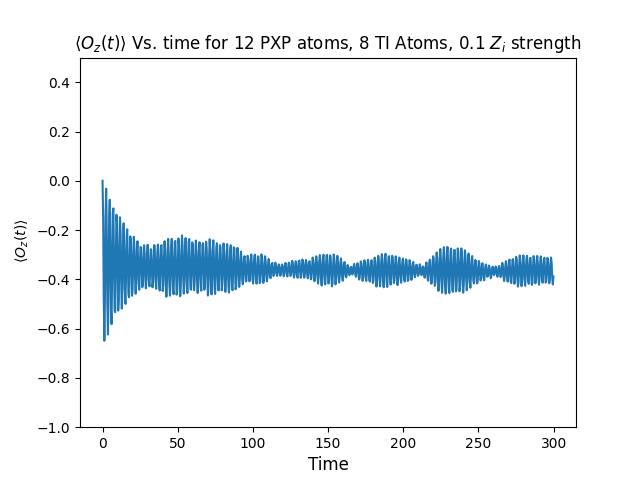 ⟨O_z(t)⟩ Vs. time for 12 PXP atoms, 8 TI Atoms, 0.1 Z_i strength
0.4
0.2
0.0
−0.2
−0.4
−0.6
−0.8
−1.0
⟨O_z(t)⟩
0 50 100 150 200 250 300
Time